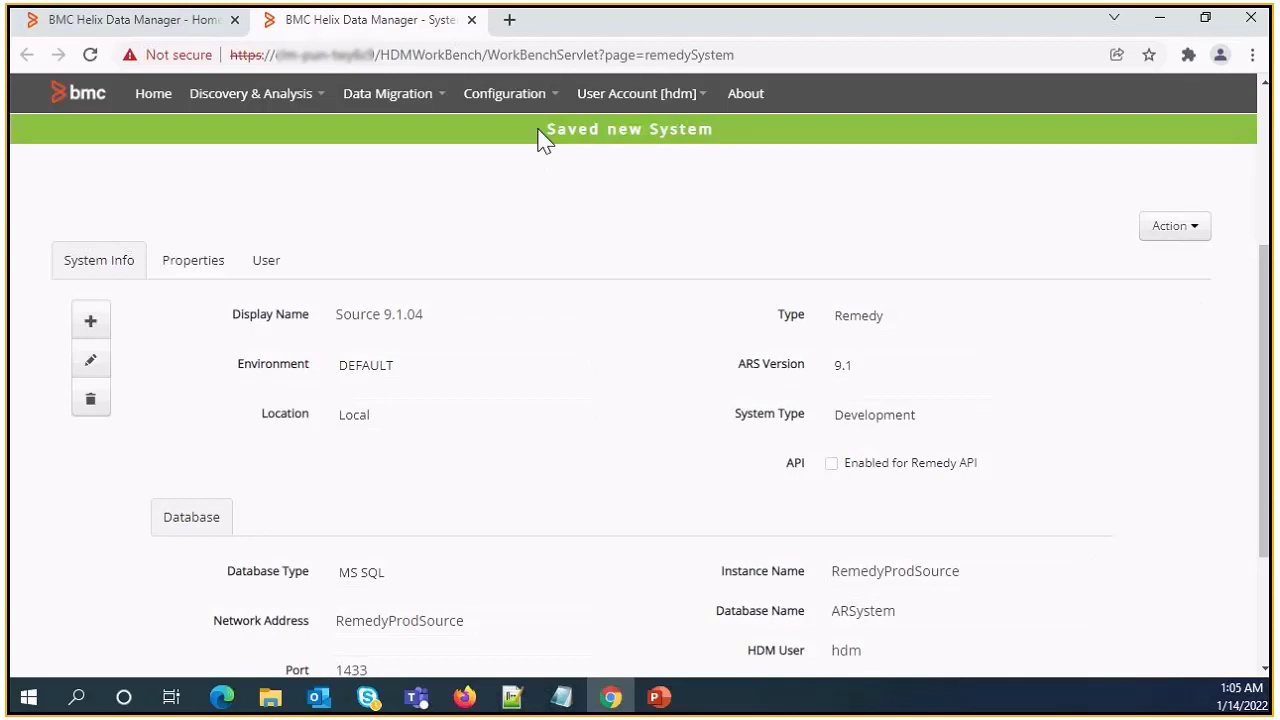 BMC Helix Data Manager - Home
BMC Helix Data Manager - Syste
Not secure https:// /HDMWorkBench/WorkBenchServlet?page=remedySystem
bmc Home Discovery & Analysis Data Migration Configuration User Account [hdm] About
Saved new System
Action
System Info Properties User
Display Name Source 9.1.04 Type Remedy
Environment DEFAULT ARS Version 9.1
Location Local System Type Development
API Enabled for Remedy API
Database
Database Type MS SQL Instance Name RemedyProdSource
Network Address RemedyProdSource Database Name ARSystem
HDM User hdm
Port 1433
1:05 AM
1/14/2022